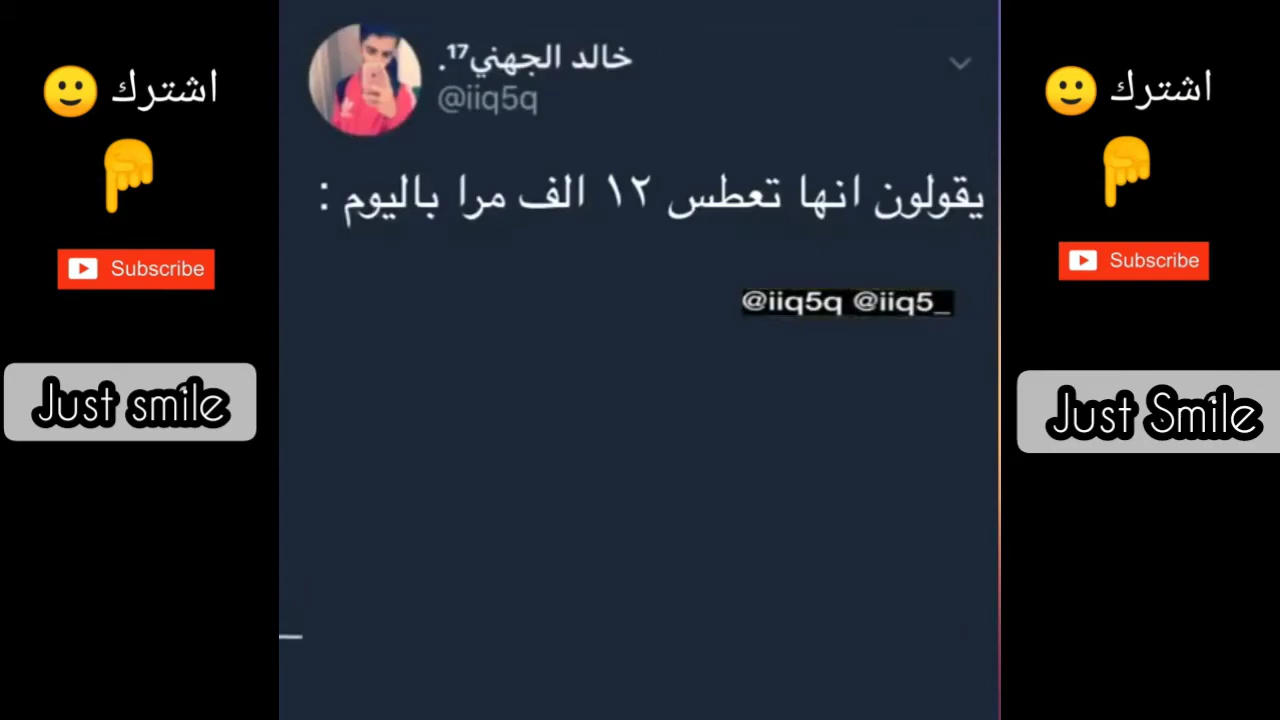 اشترك
Subscribe
Just smile
خالد الجهني¹⁷.
@iiq5q
يقولون انها تعطس ١٢ الف مرا باليوم :
@iiq5q @iiq5_
اشترك
Subscribe
Just Smile